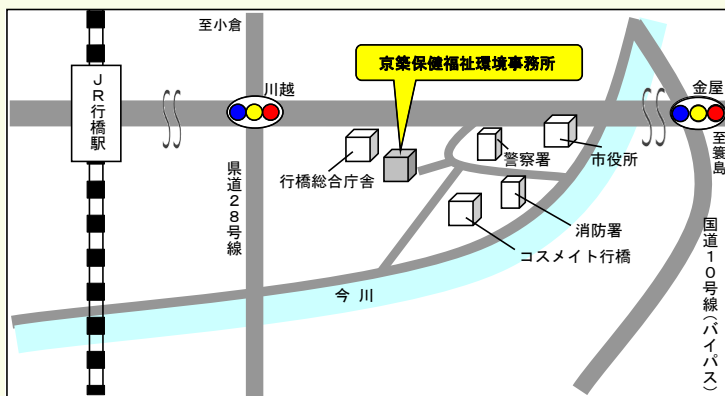 至小倉
京築保健福祉環境事務所
川越
金屋
至簑島
JR行橋駅
行橋総合庁舎
警察署
市役所
県道28号線
消防署
コスメイト行橋
今川
国道10号線(バイパス)